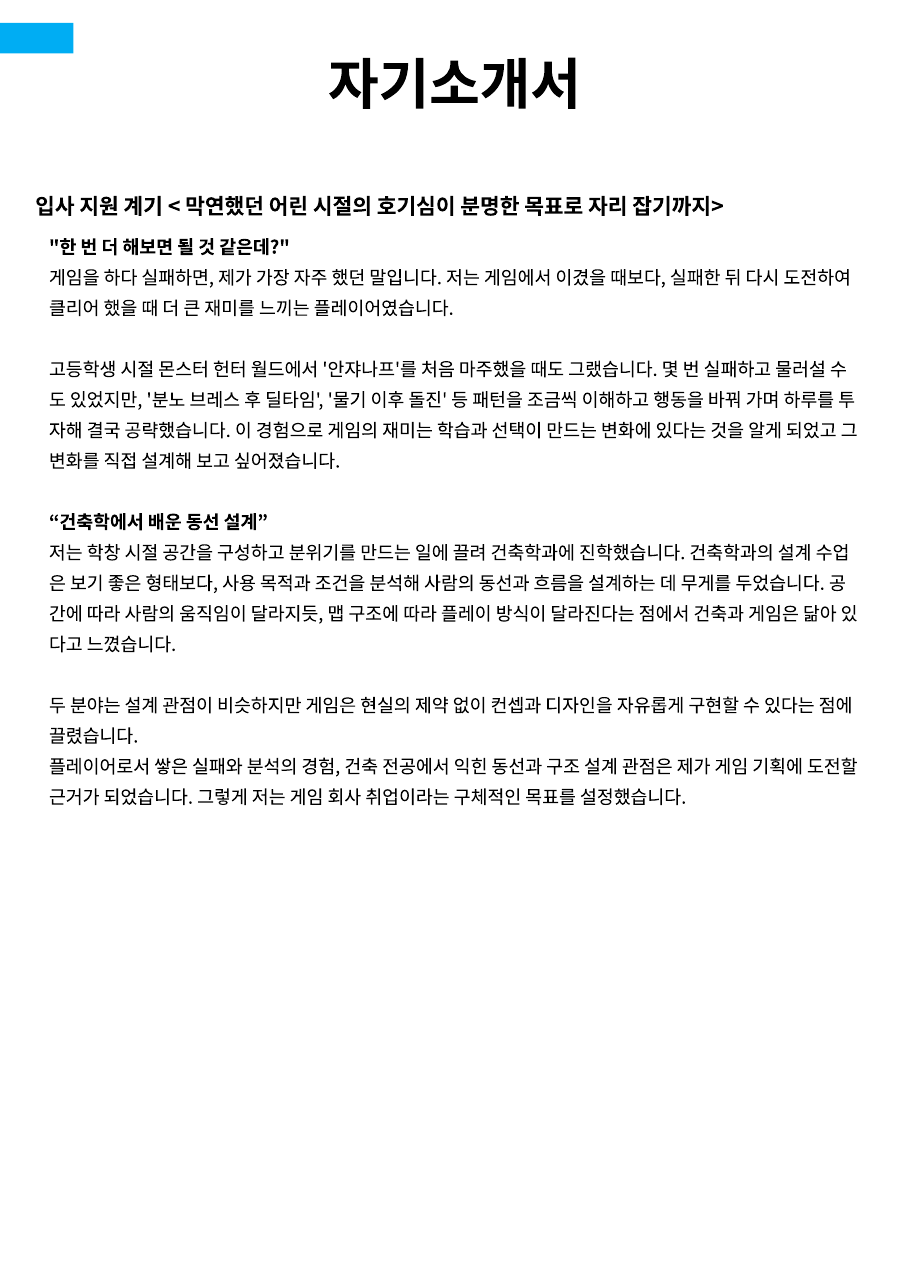 자기소개서
입사 지원 계기 < 막연했던 어린 시절의 호기심이 분명한 목표로 자리 잡기까지>
"한 번 더 해보면 될 것 같은데?"
게임을 하다 실패하면, 제가 가장 자주 했던 말입니다. 저는 게임에서 이겼을 때보다, 실패한 뒤 다시 도전하여
클리어 했을 때 더 큰 재미를 느끼는 플레이어였습니다.
고등학생 시절 몬스터 헌터 월드에서 '안쟈나프'를 처음 마주했을 때도 그랬습니다. 몇 번 실패하고 물러설 수
도 있었지만, '분노 브레스 후 딜타임', '물기 이후 돌진' 등 패턴을 조금씩 이해하고 행동을 바꿔 가며 하루를 투
자해 결국 공략했습니다. 이 경험으로 게임의 재미는 학습과 선택이 만드는 변화에 있다는 것을 알게 되었고 그
변화를 직접 설계해 보고 싶어졌습니다.
“건축학에서 배운 동선 설계”
저는 학창 시절 공간을 구성하고 분위기를 만드는 일에 끌려 건축학과에 진학했습니다. 건축학과의 설계 수업
은 보기 좋은 형태보다, 사용 목적과 조건을 분석해 사람의 동선과 흐름을 설계하는 데 무게를 두었습니다. 공
간에 따라 사람의 움직임이 달라지듯, 맵 구조에 따라 플레이 방식이 달라진다는 점에서 건축과 게임은 닮아 있
다고 느꼈습니다.
두 분야는 설계 관점이 비슷하지만 게임은 현실의 제약 없이 컨셉과 디자인을 자유롭게 구현할 수 있다는 점에
끌렸습니다.
플레이어로서 쌓은 실패와 분석의 경험, 건축 전공에서 익힌 동선과 구조 설계 관점은 제가 게임 기획에 도전할
근거가 되었습니다. 그렇게 저는 게임 회사 취업이라는 구체적인 목표를 설정했습니다.